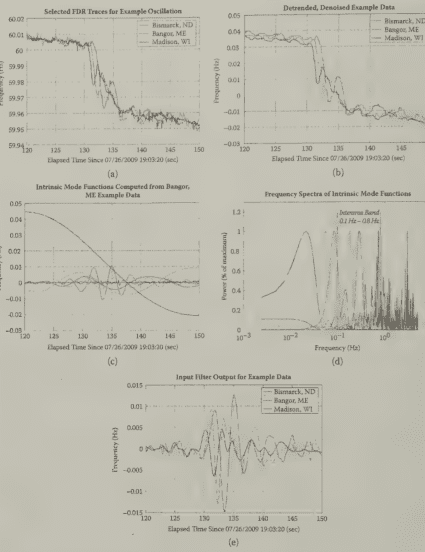 Selected FDR Traces for Example Oscillation
60.01
60
59.99
59.98
59.97
59.96
59.95
59.94
Frequency (Hz)
Bismarck, ND
Bangor, ME
Madison, WI
120 125 130 135 140 145 150
Elapsed Time Since 07/26/2009 19:03:20 (sec)
(a)
Detrended, Denoised Example Data
0.05
0.04
0.03
0.02
0.01
0
−0.01
−0.02
−0.03
Frequency (Hz)
Bismarck, ND
Bangor, ME
Madison, WI
120 125 130 135 140 145
Elapsed Time Since 07/26/2009 19:03:20 (sec)
(b)
Intrinsic Mode Functions Computed from Bangor,
ME Example Data
0.05
0.04
0.03
0.02
0.01
0
−0.01
−0.02
−0.03
120 125 130 135 140 145 150
Elapsed Time Since 07/26/2009 19:03:20 (sec)
(c)
Frequency Spectra of Intrinsic Mode Functions
1.2
1
0.8
0.6
0.4
0.2
0
Power (% of maximum)
Interarea Band:
0.1 Hz – 0.8 Hz
10−3 10−2 10−1 100
Frequency (Hz)
(d)
Input Filter Output for Example Data
0.015
0.01
0.005
0
−0.005
−0.01
−0.015
Frequency (Hz)
Bismarck, ND
Bangor, ME
Madison, WI
120 125 130 135 140 145 150
Elapsed Time Since 07/26/2009 19:03:20 (sec)
(e)